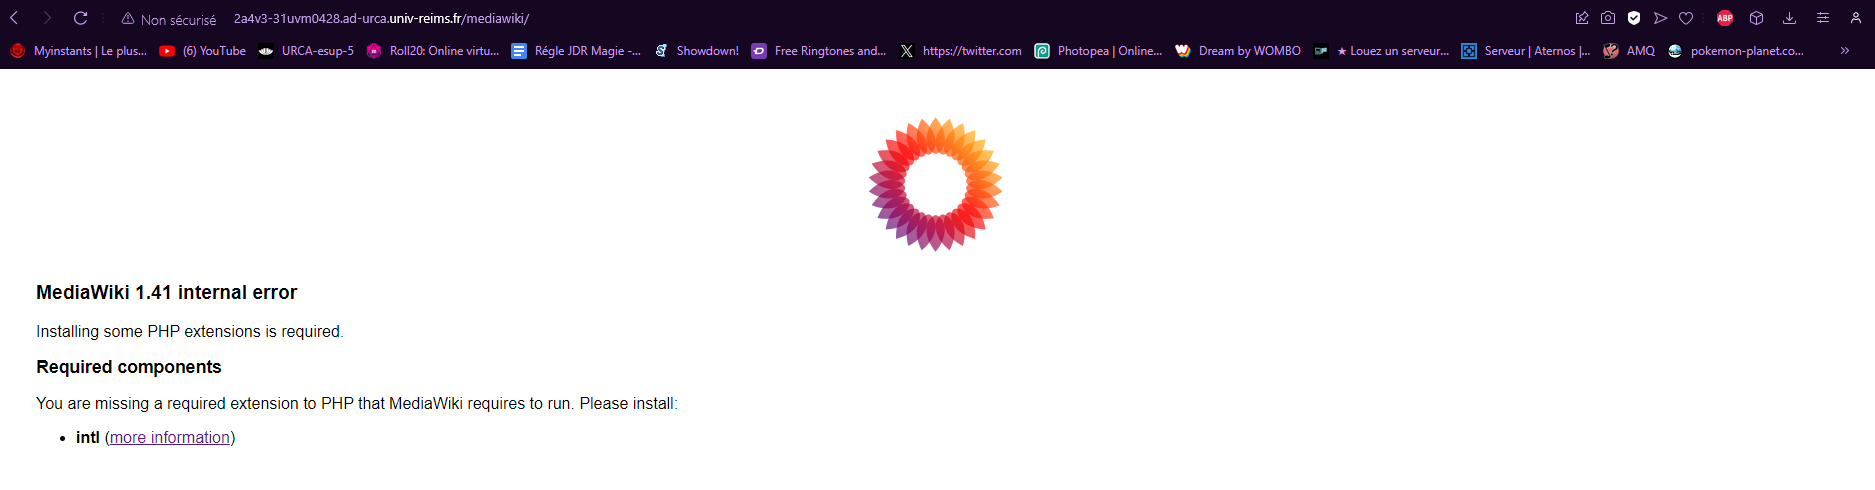 Non sécurisé 2a4v3-31uvm0428.ad-urca.univ-reims.fr/mediawiki/ ABP
Myinstants | Le plus... (6) YouTube URCA-esup-5 Roll20: Online virtu... Régle JDR Magie -... Showdown! Free Ringtones and... https://twitter.com Photopea | Online... Dream by WOMBO ★ Louez un serveur... Serveur | Aternos |... AMQ pokemon-planet.co... »
MediaWiki 1.41 internal error
Installing some PHP extensions is required.
Required components
You are missing a required extension to PHP that MediaWiki requires to run. Please install:
• intl (more information)